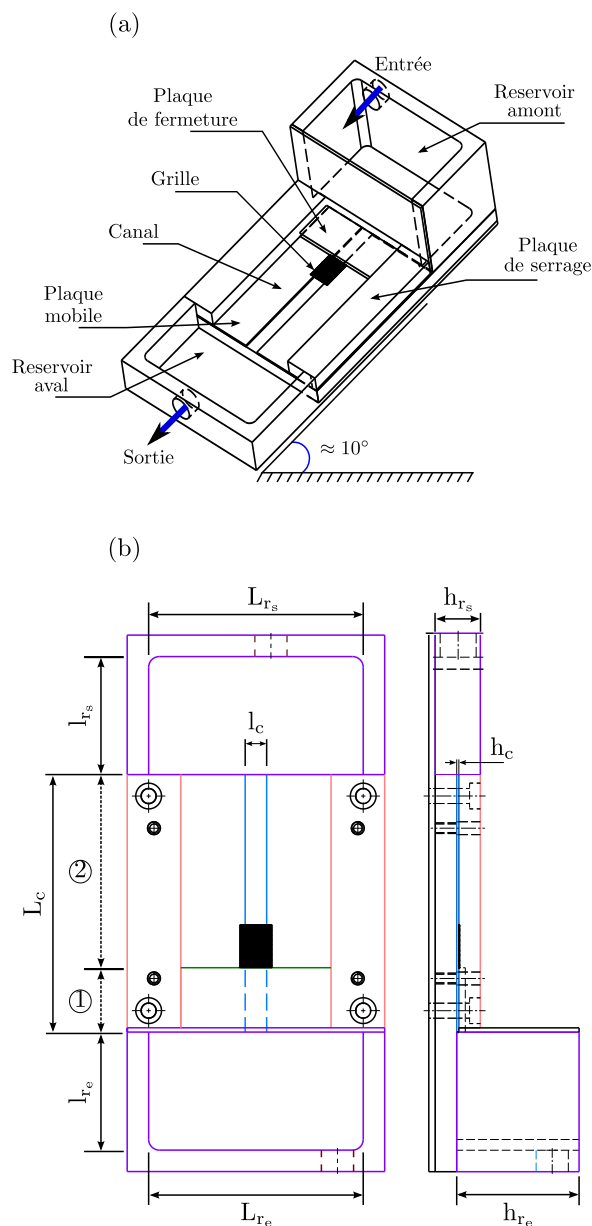 (a)
Entrée
Plaque
de fermeture
Reservoir
amont
Grille
Canal
Plaque
de serrage
Plaque
mobile
Reservoir
aval
Sortie
≈ 10°
(b)
L_{r_s}
h_{r_s}
l_{r_s}
l_c
h_c
②
L_c
①
l_{r_e}
L_{r_e}
h_{r_e}